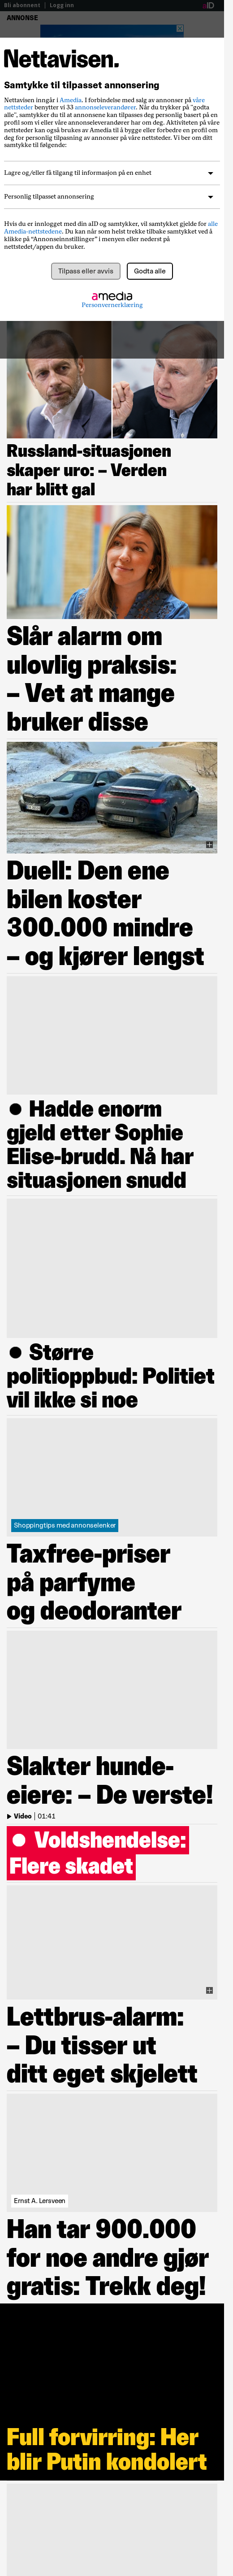 Bli abonnent | Logg inn
aID
ANNONSE
Nettavisen.
Samtykke til tilpasset annonsering
Nettavisen inngår i Amedia. I forbindelse med salg av annonser på våre
nettsteder benytter vi 33 annonseleverandører. Når du trykker på "godta
alle", samtykker du til at annonsene kan tilpasses deg personlig basert på en
profil som vi eller våre annonseleverandører har om deg. Aktiviteten på våre
nettsteder kan også brukes av Amedia til å bygge eller forbedre en profil om
deg for personlig tilpasning av annonser på våre nettsteder. Vi ber om ditt
samtykke til følgende:
Lagre og/eller få tilgang til informasjon på en enhet
Personlig tilpasset annonsering
Hvis du er innlogget med din aID og samtykker, vil samtykket gjelde for alle
Amedia-nettstedene. Du kan når som helst trekke tilbake samtykket ved å
klikke på "Annonseinnstillinger" i menyen eller nederst på
nettstedet/appen du bruker.
Tilpass eller avvis
Godta alle
amedia
Personvernerklæring
Russland-situasjonen
skaper uro: – Verden
har blitt gal
Slår alarm om
ulovlig praksis:
– Vet at mange
bruker disse
Duell: Den ene
bilen koster
300.000 mindre
– og kjører lengst
● Hadde enorm
gjeld etter Sophie
Elise-brudd. Nå har
situasjonen snudd
● Større
politioppbud: Politiet
vil ikke si noe
Shoppingtips med annonselenker
Taxfree-priser
på parfyme
og deodoranter
Slakter hunde-
eiere: – De verste!
Video | 01:41
● Voldshendelse:
Flere skadet
Lettbrus-alarm:
– Du tisser ut
ditt eget skjelett
Ernst A. Lersveen
Han tar 900.000
for noe andre gjør
gratis: Trekk deg!
Full forvirring: Her
blir Putin kondolert